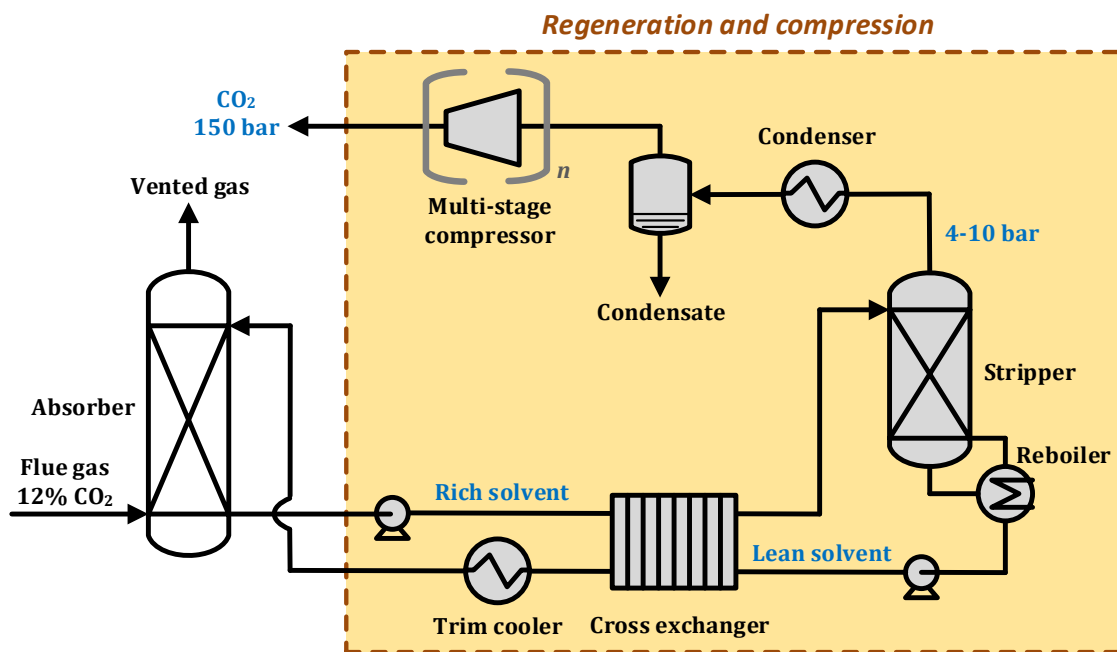 Regeneration and compression
CO₂
150 bar
n
Multi-stage
compressor
Condenser
4-10 bar
Vented gas
Condensate
Absorber
Stripper
Flue gas
12% CO₂
Reboiler
Rich solvent
Lean solvent
Trim cooler
Cross exchanger